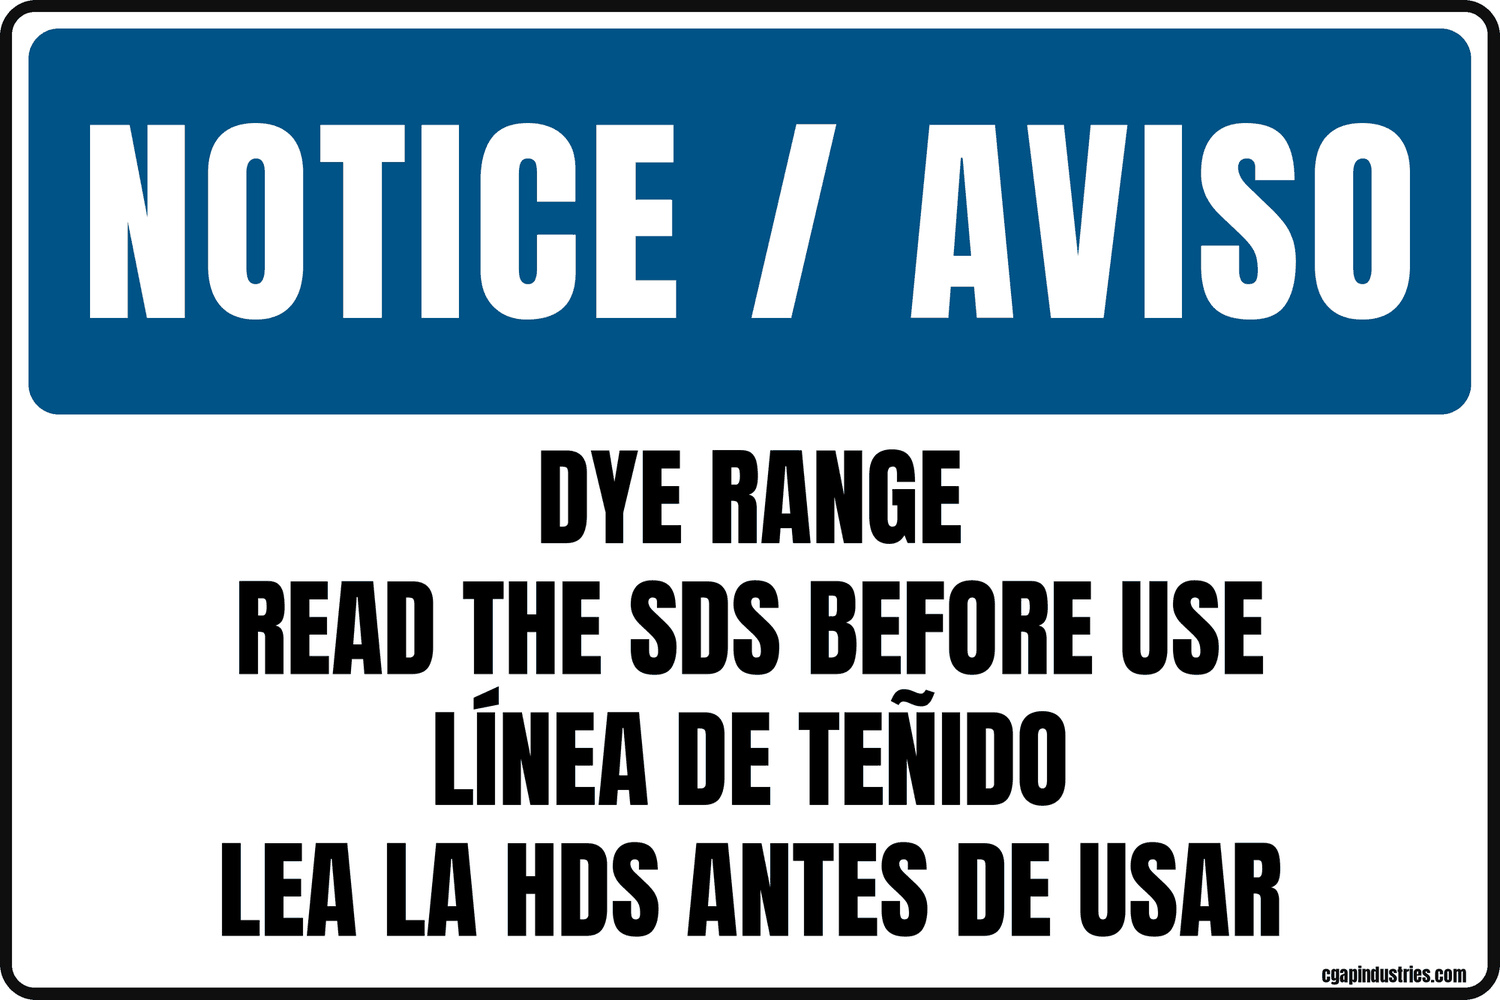 NOTICE / AVISO
DYE RANGE
READ THE SDS BEFORE USE
LÍNEA DE TEÑIDO
LEA LA HDS ANTES DE USAR
cgapindustries.com